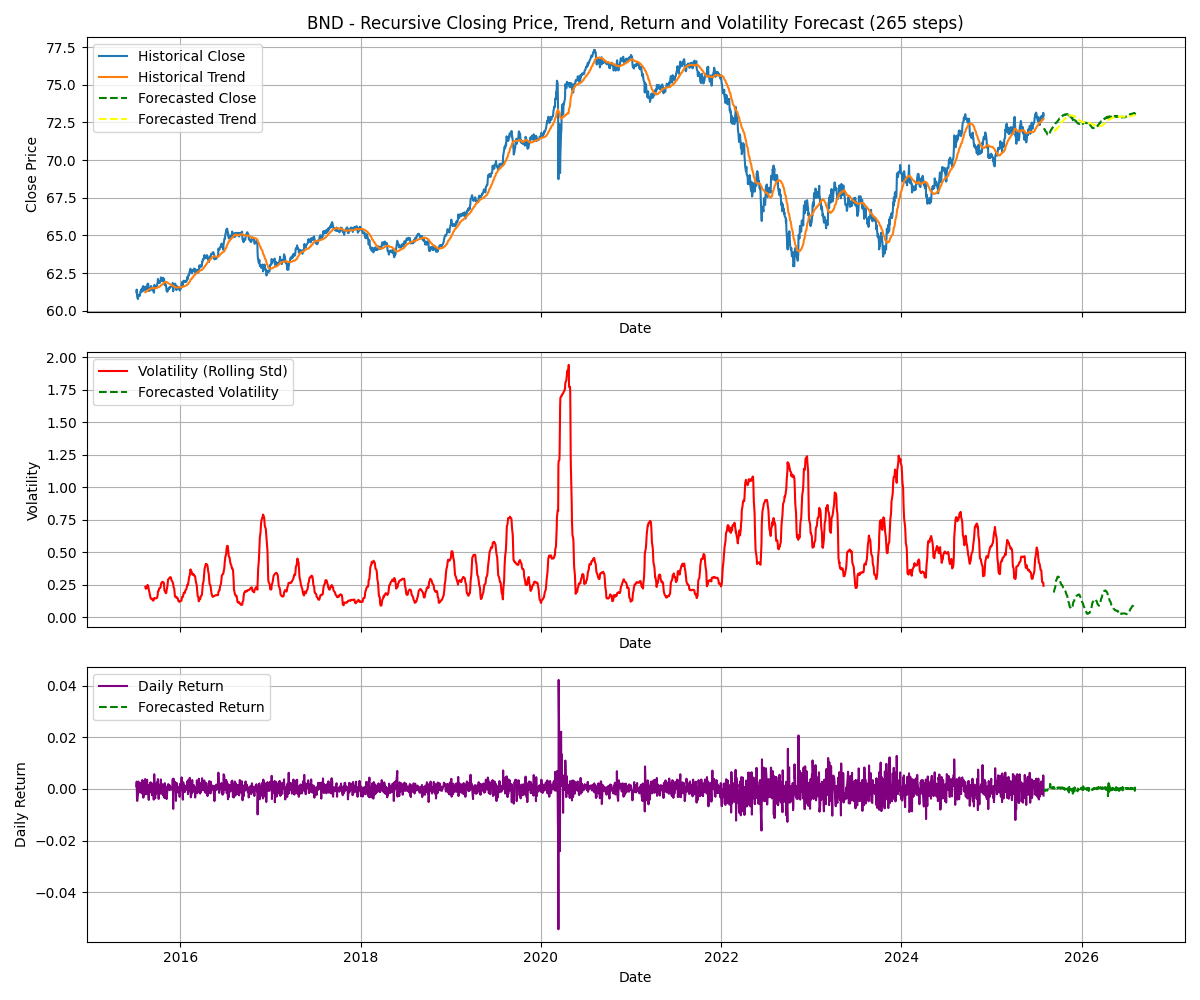 BND - Recursive Closing Price, Trend, Return and Volatility Forecast (265 steps)
Historical Close
Historical Trend
Forecasted Close
Forecasted Trend
77.5
75.0
72.5
70.0
67.5
65.0
62.5
60.0
Close Price
Date
Volatility (Rolling Std)
Forecasted Volatility
2.00
1.75
1.50
1.25
1.00
0.75
0.50
0.25
0.00
Volatility
Date
Daily Return
Forecasted Return
0.04
0.02
0.00
−0.02
−0.04
Daily Return
2016 2018 2020 2022 2024 2026
Date